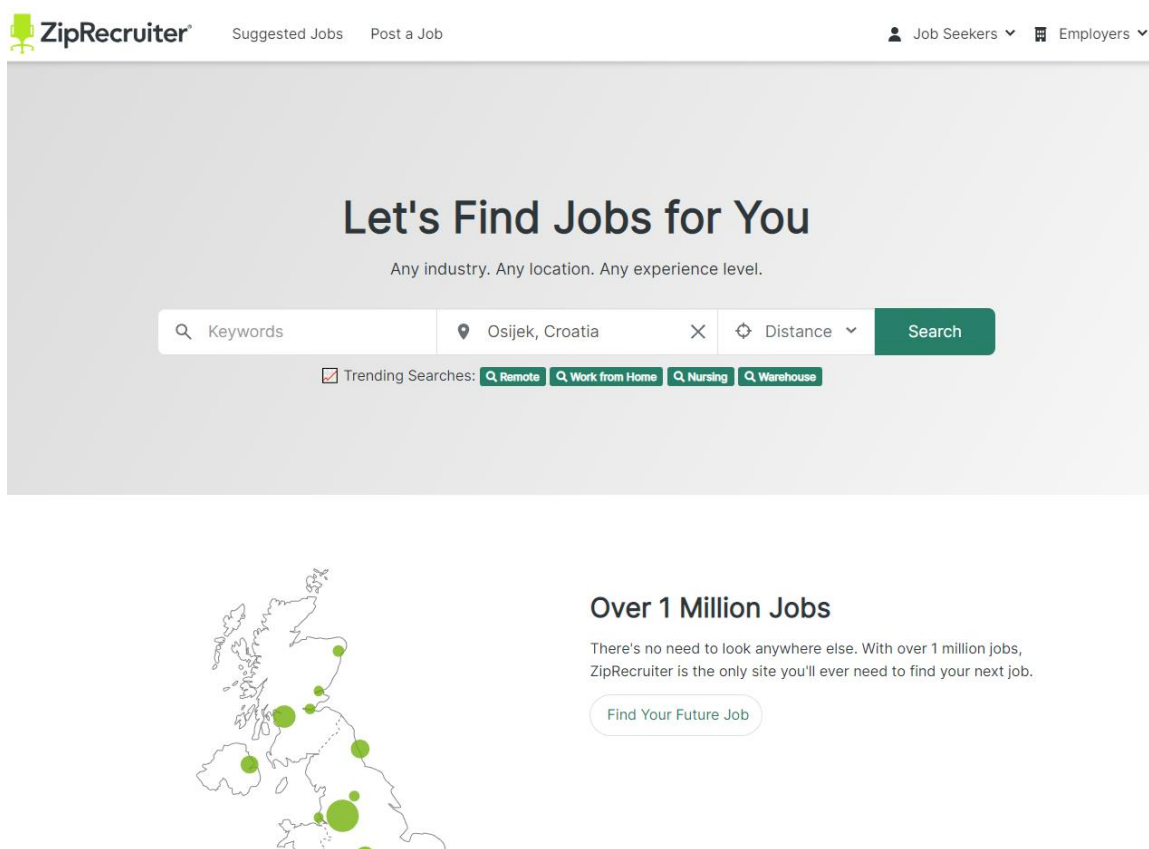 ZipRecruiter® Suggested Jobs Post a Job Job Seekers Employers
Let's Find Jobs for You
Any industry. Any location. Any experience level.
Keywords Osijek, Croatia Distance Search
Trending Searches: Remote Work from Home Nursing Warehouse
Over 1 Million Jobs
There's no need to look anywhere else. With over 1 million jobs,
ZipRecruiter is the only site you'll ever need to find your next job.
Find Your Future Job